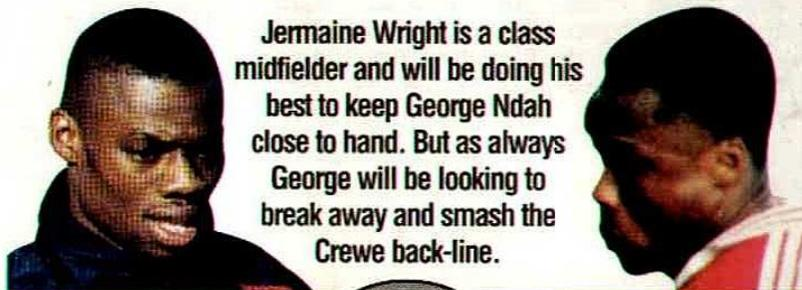 Jermaine Wright is a class
midfielder and will be doing his
best to keep George Ndah
close to hand. But as always
George will be looking to
break away and smash the
Crewe back-line.